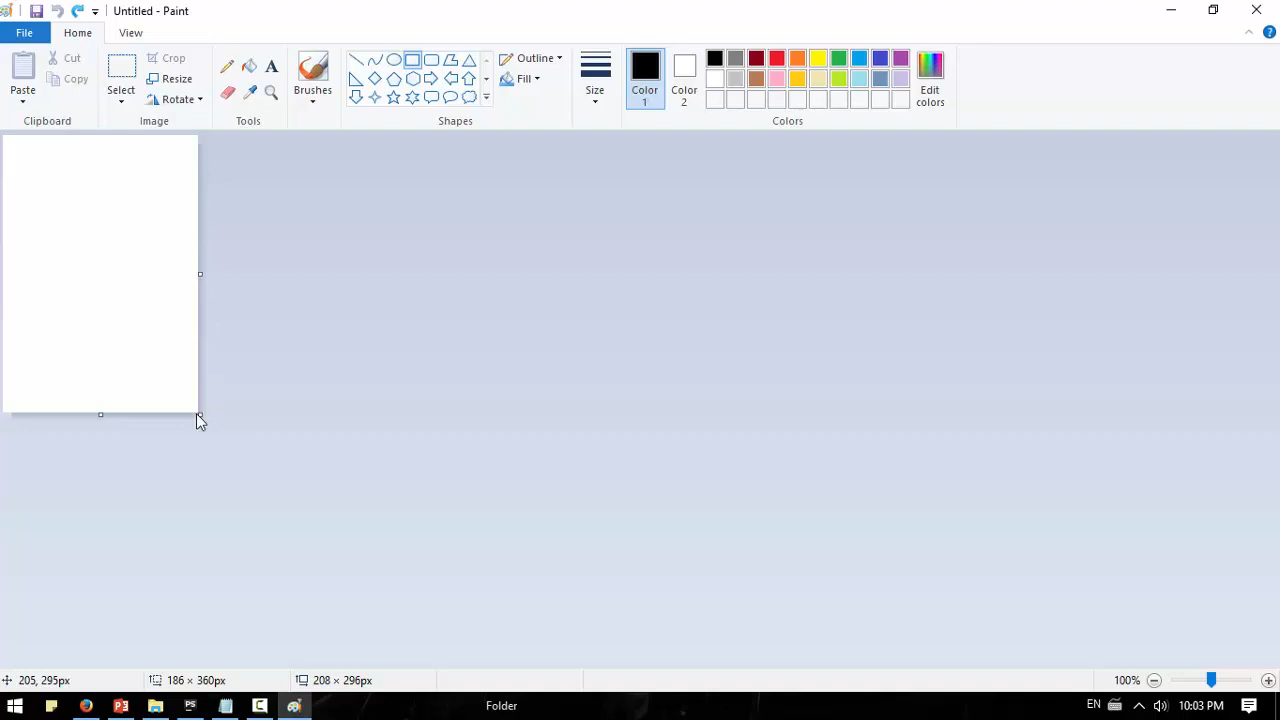 Untitled - Paint
File Home View
Paste
Cut
Copy
Clipboard
Select
Crop
Resize
Rotate
Image
A
Tools
Brushes
Shapes
Outline
Fill
Size
Color 1
Color 2
Edit colors
Colors
205, 295px
186 × 360px
208 × 296px
100%
Folder
EN
10:03 PM